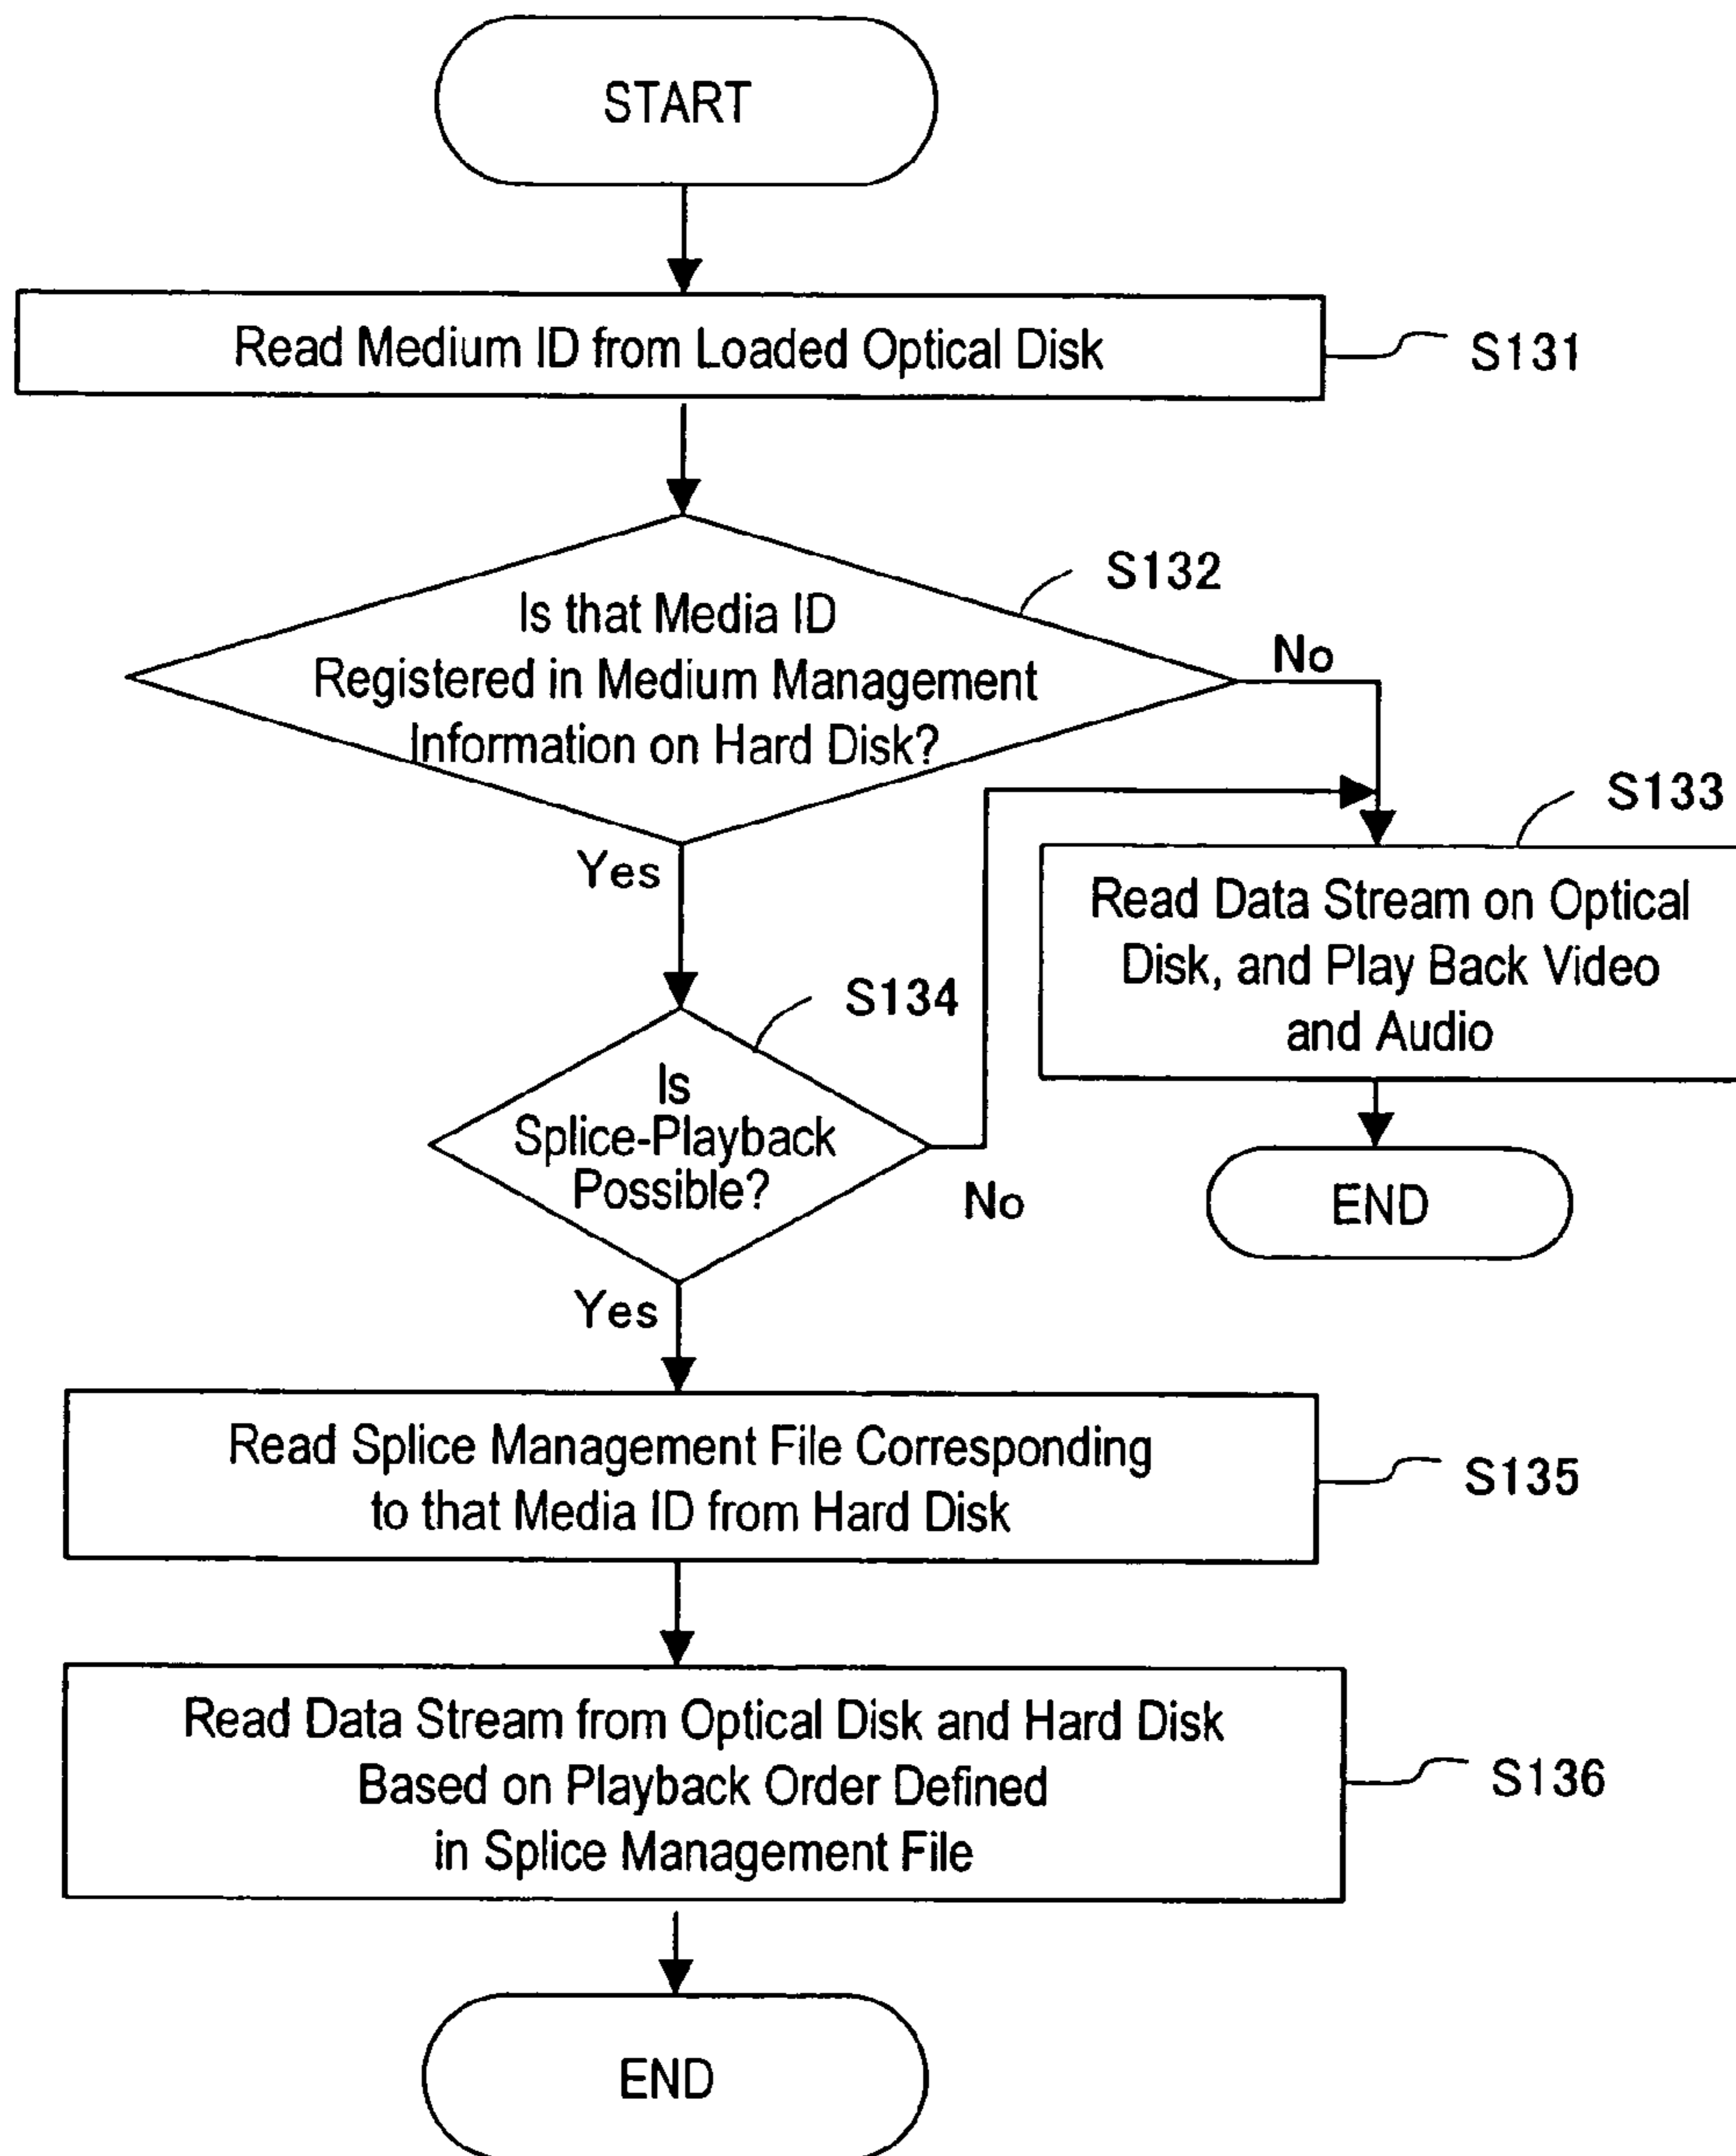 START
Read Medium ID from Loaded Optical Disk
S131
S132
Is that Media ID
Registered in Medium Management
Information on Hard Disk?
No
Yes
S133
Read Data Stream on Optical
Disk, and Play Back Video
and Audio
END
S134
Is
Splice-Playback
Possible?
No
Yes
Read Splice Management File Corresponding
to that Media ID from Hard Disk
S135
Read Data Stream from Optical Disk and Hard Disk
Based on Playback Order Defined
in Splice Management File
S136
END